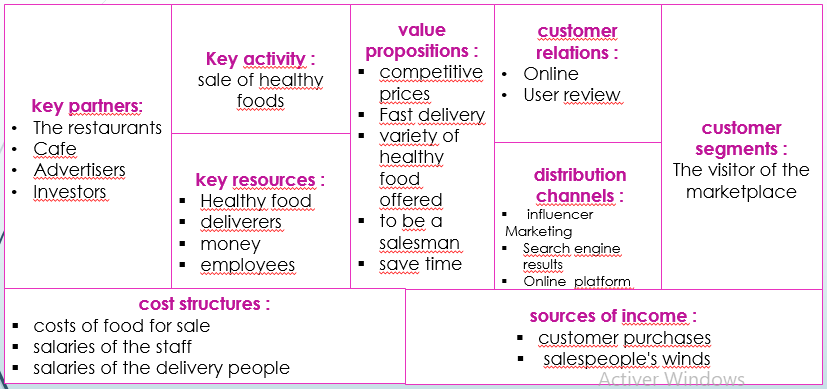 key partners:
• The restaurants
• Cafe
• Advertisers
• Investors
Key activity :
sale of healthy
foods
key resources :
▪ Healthy food
▪ deliverers
▪ money
▪ employees
value
propositions :
▪ competitive
prices
▪ Fast delivery
▪ variety of
healthy
food
offered
▪ to be a
salesman
▪ save time
customer
relations :
• Online
• User review
distribution
channels :
▪ influencer
Marketing
▪ Search engine
results
▪ Online platform
customer
segments :
The visitor of the
marketplace
cost structures :
▪ costs of food for sale
▪ salaries of the staff
▪ salaries of the delivery people
sources of income :
▪ customer purchases
▪ salespeople's winds
Activer Windows